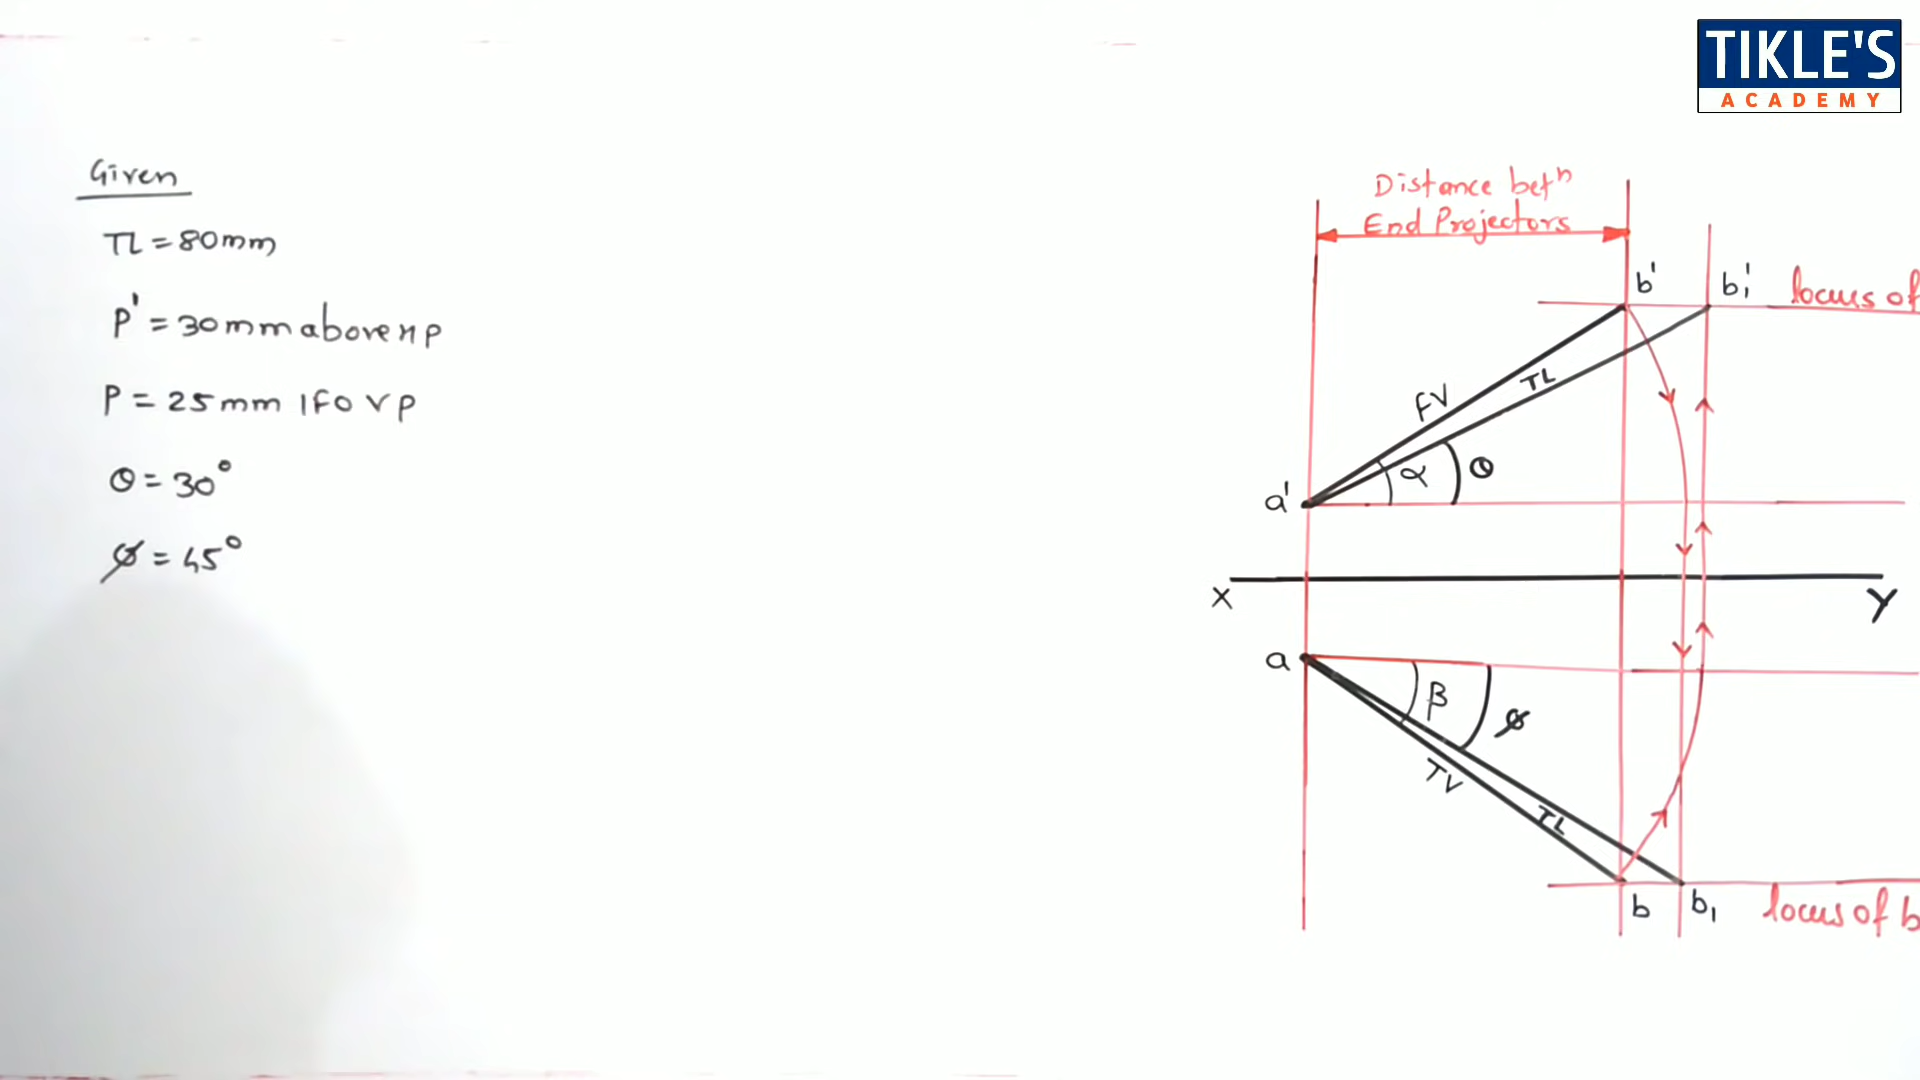 TIKLE'S
ACADEMY
Given
TL = 80mm
P' = 30mm above HP
P = 25mm IFO VP
θ = 30°
ø = 45°
Distance betⁿ
End Projectors
b'
b₁'
locus of
FV
TL
α
θ
a'
X
Y
a
β
ø
TV
TL
b
b₁
locus of b